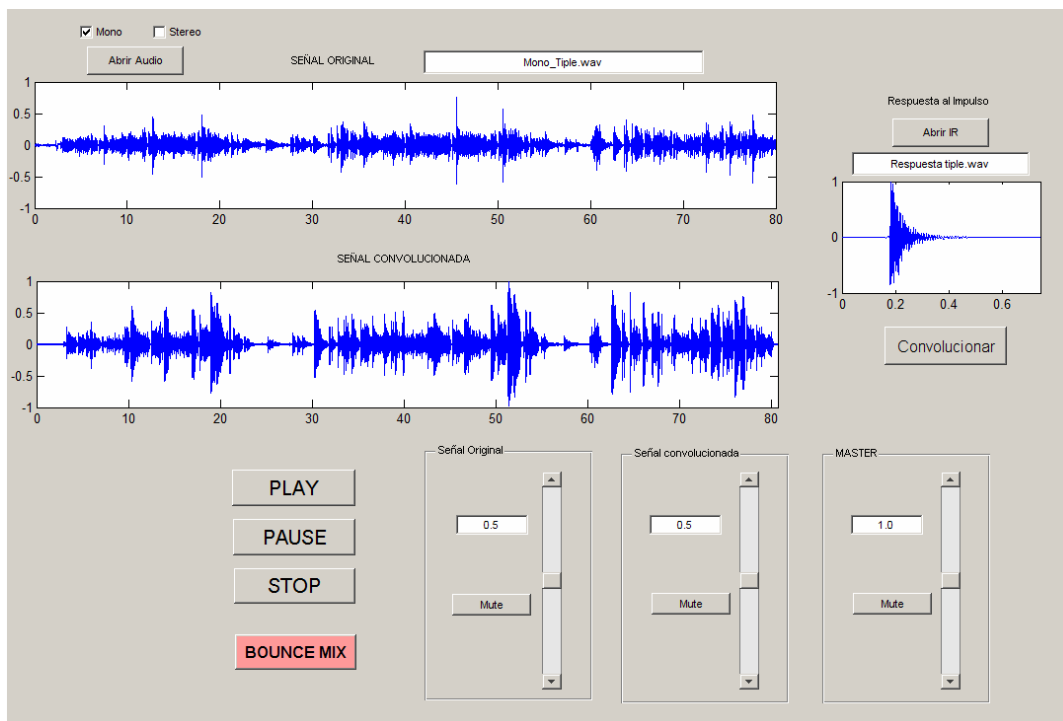 Mono Stereo
Abrir Audio SEÑAL ORIGINAL Mono_Tiple.wav
1
0.5
0
-0.5
-1
0 10 20 30 40 50 60 70 80
Respuesta al Impulso
Abrir IR
Respuesta tiple.wav
1
0
-1
0 0.2 0.4 0.6
Convolucionar
SEÑAL CONVOLUCIONADA
1
0.5
0
-0.5
-1
0 10 20 30 40 50 60 70 80
PLAY
PAUSE
STOP
BOUNCE MIX
Señal Original
0.5
Mute
Señal convolucionada
0.5
Mute
MASTER
1.0
Mute